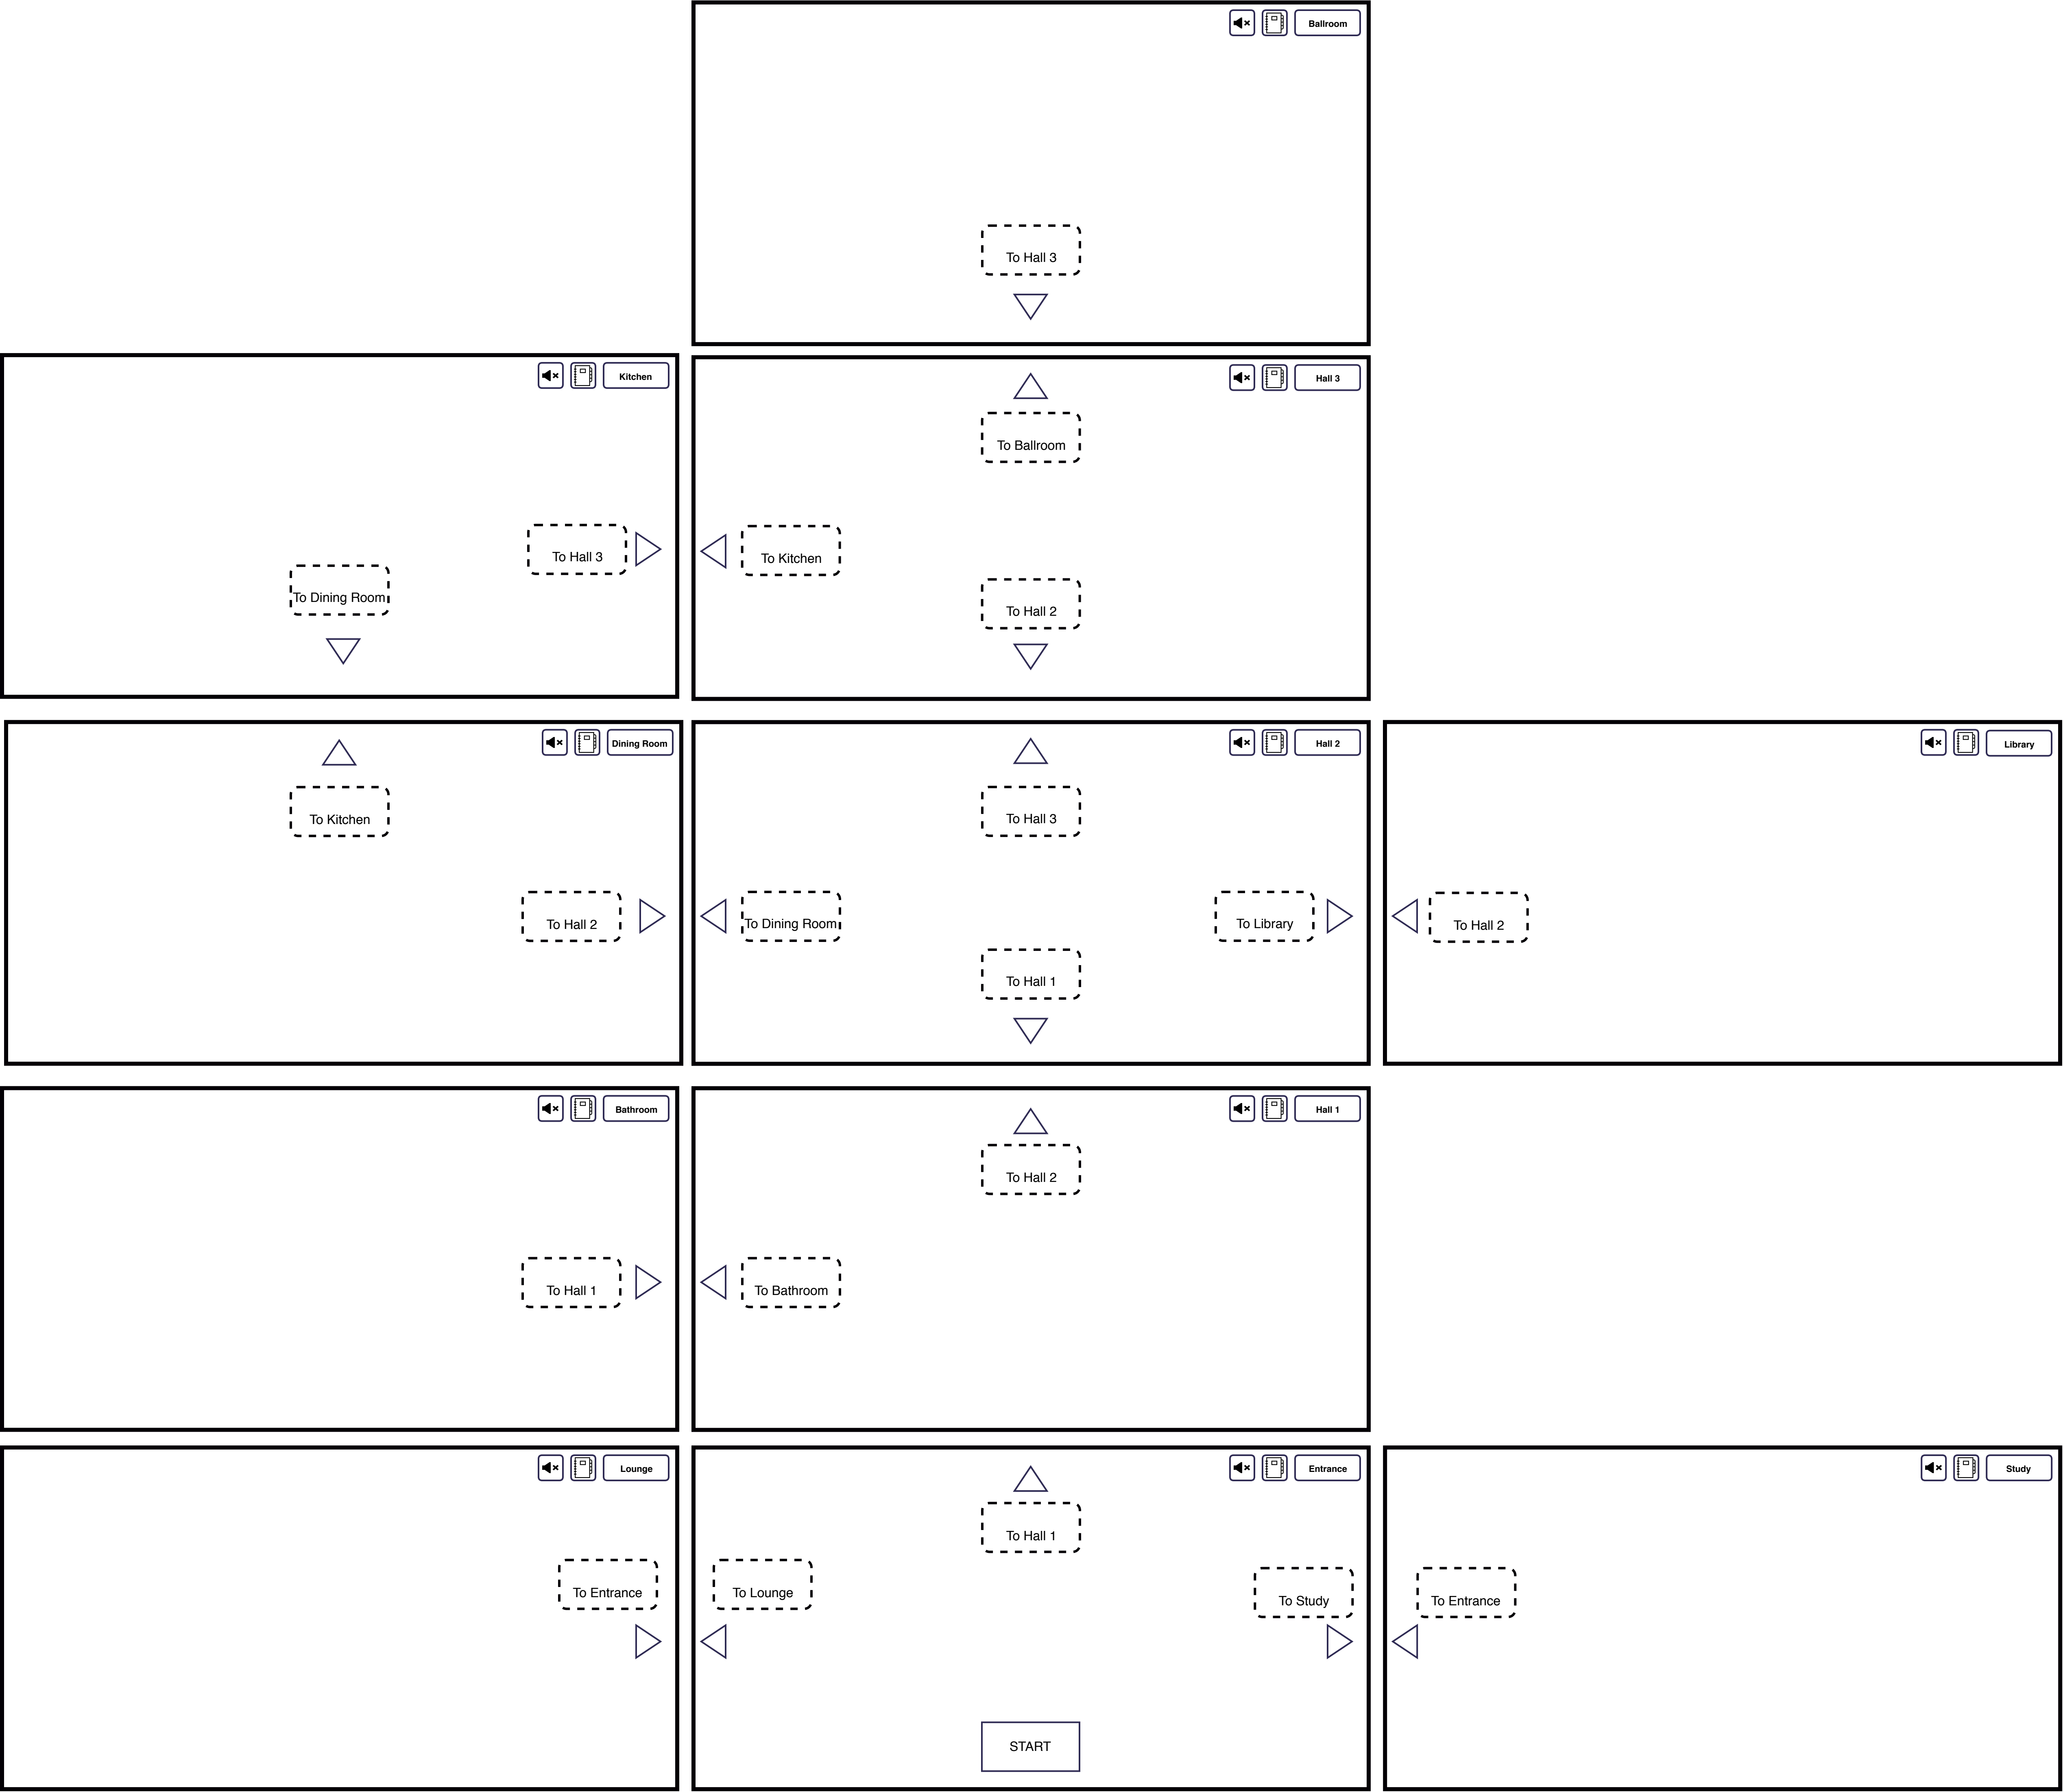 Ballroom
To Hall 3
Kitchen
To Hall 3
To Dining Room
Hall 3
To Ballroom
To Kitchen
To Hall 2
Dining Room
To Kitchen
To Hall 2
Hall 2
To Hall 3
To Dining Room
To Library
To Hall 1
Library
To Hall 2
Bathroom
To Hall 1
Hall 1
To Hall 2
To Bathroom
Lounge
To Entrance
Entrance
To Hall 1
To Lounge
To Study
START
Study
To Entrance